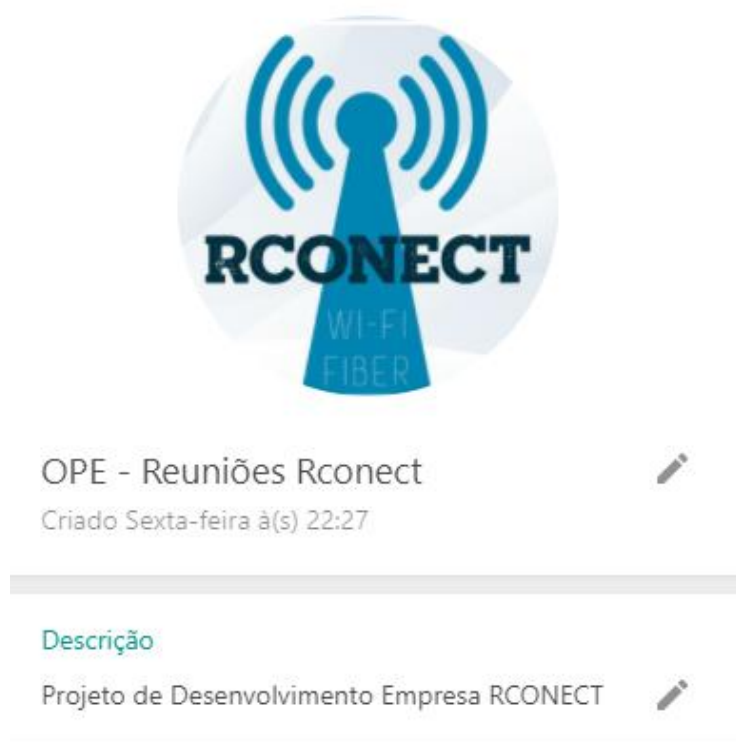 RCONECT
WI-FI
FIBER
OPE - Reuniões Rconect
Criado Sexta-feira à(s) 22:27
Descrição
Projeto de Desenvolvimento Empresa RCONECT